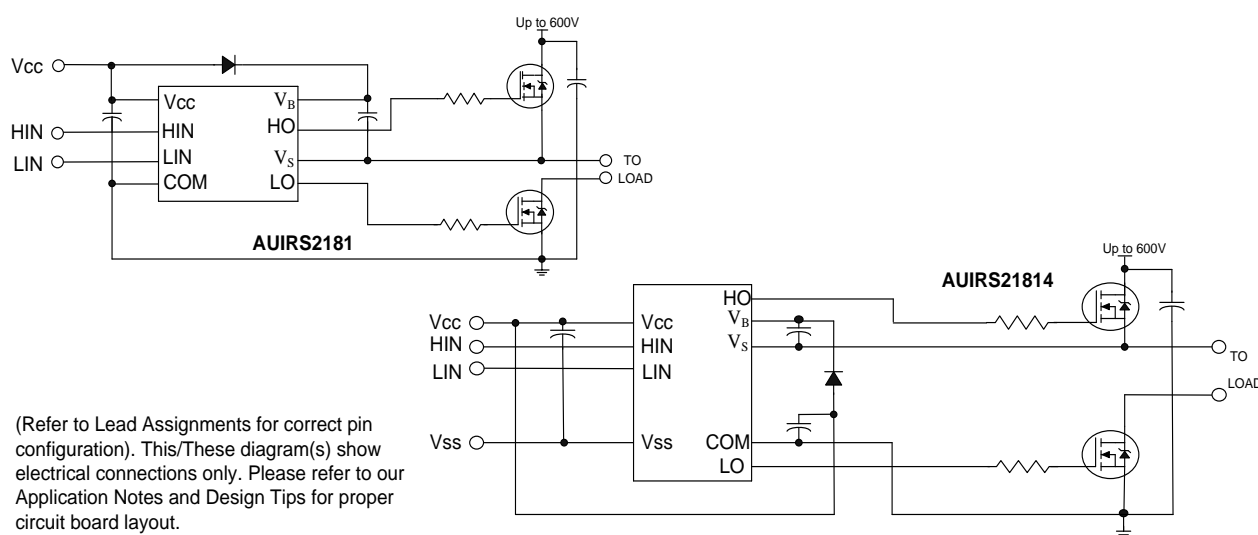 Up to 600V
Vcc
Vcc
VB
HO
HIN
HIN
LIN
LIN
VS
TO
COM
LO
LOAD
AUIRS2181
Up to 600V
AUIRS21814
HO
Vcc
Vcc
VB
HIN
HIN
VS
LIN
LIN
TO
LOAD
Vss
Vss
COM
LO
(Refer to Lead Assignments for correct pin
configuration). This/These diagram(s) show
electrical connections only. Please refer to our
Application Notes and Design Tips for proper
circuit board layout.